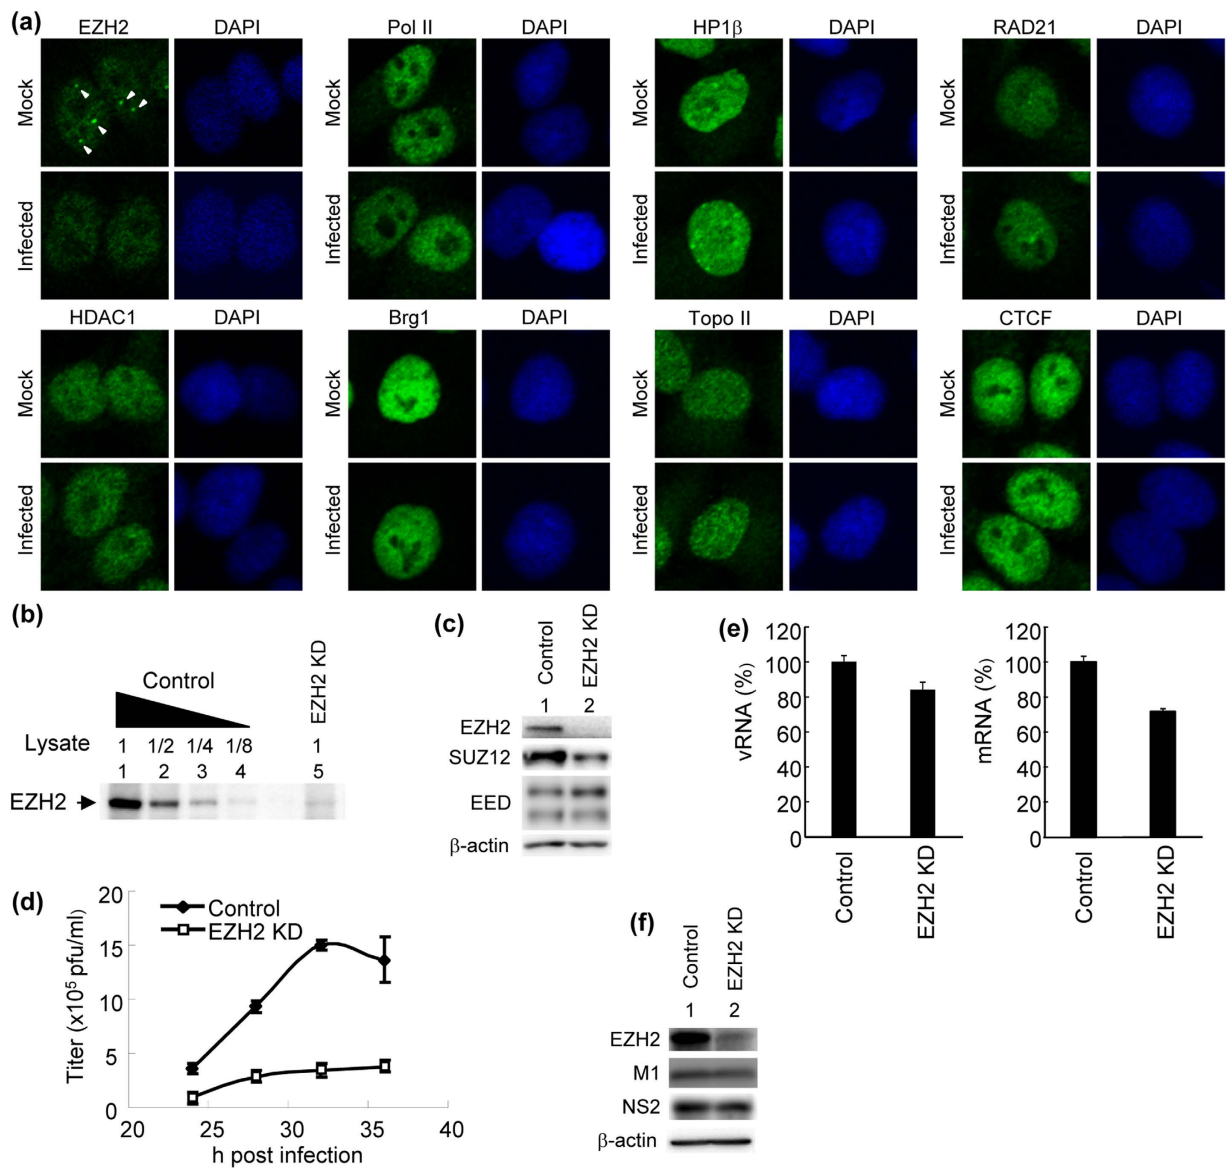 (a)
EZH2 DAPI Pol II DAPI HP1β DAPI RAD21 DAPI
Mock Mock Mock Mock
Infected Infected Infected Infected
HDAC1 DAPI Brg1 DAPI Topo II DAPI CTCF DAPI
Mock Mock Mock Mock
Infected Infected Infected Infected
(b)
Control EZH2 KD
Lysate 1 1/2 1/4 1/8 1
1 2 3 4 5
EZH2
(c)
Control EZH2 KD
1 2
EZH2
SUZ12
EED
β-actin
(d)
Titer (x10⁵ pfu/ml)
20
15
10
5
0
Control
EZH2 KD
20 25 30 35 40
h post infection
(e)
vRNA (%)
120
100
80
60
40
20
0
Control EZH2 KD
mRNA (%)
120
100
80
60
40
20
0
Control EZH2 KD
(f)
Control EZH2 KD
1 2
EZH2
M1
NS2
β-actin